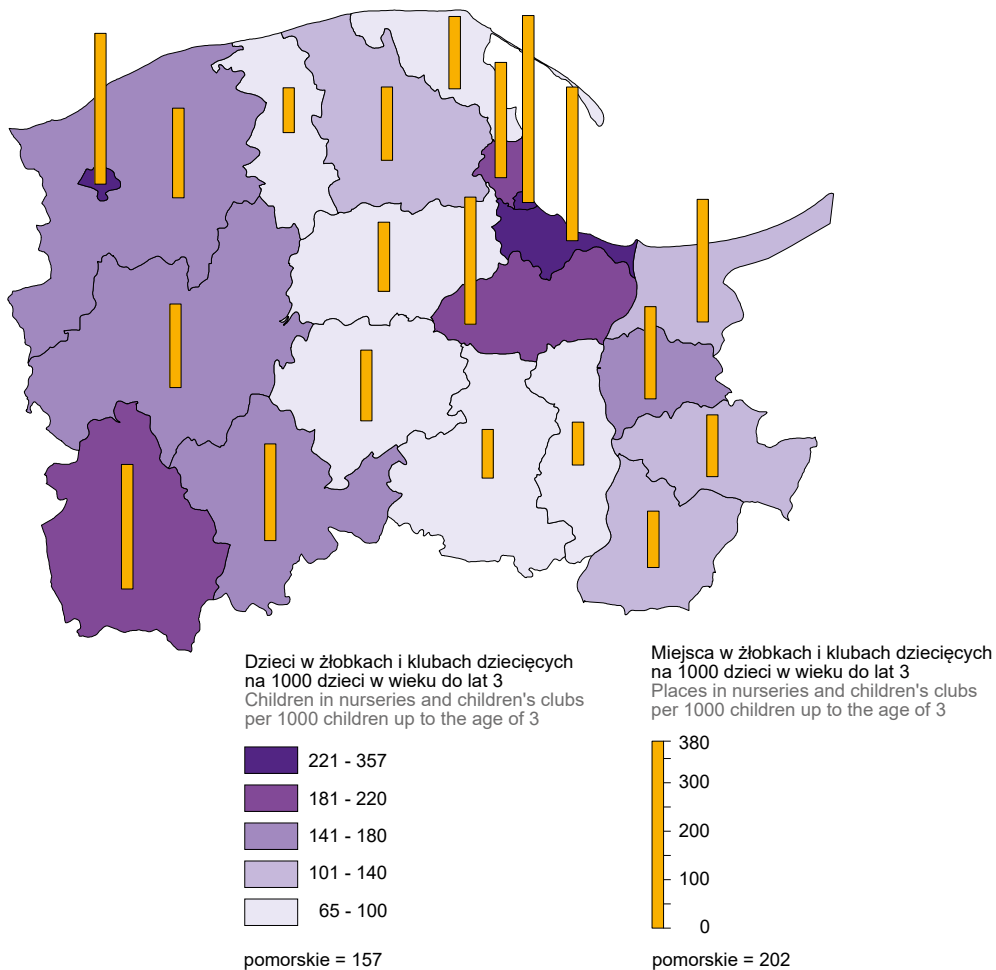 Dzieci w żłobkach i klubach dziecięcych
na 1000 dzieci w wieku do lat 3
Children in nurseries and children's clubs
per 1000 children up to the age of 3
221 - 357
181 - 220
141 - 180
101 - 140
65 - 100
pomorskie = 157
Miejsca w żłobkach i klubach dziecięcych
na 1000 dzieci w wieku do lat 3
Places in nurseries and children's clubs
per 1000 children up to the age of 3
380
300
200
100
0
pomorskie = 202